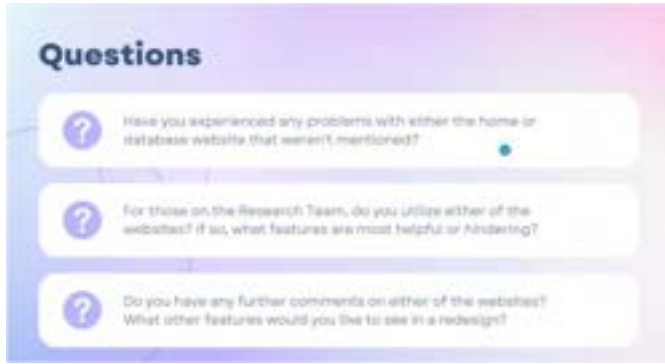 Questions
Have you experienced any problems with either the home or
database website that weren't mentioned?
For those on the Research Team, do you utilize either of the
websites? If so, what features are most helpful or hindering?
Do you have any further comments on either of the websites?
What other features would you like to see in a redesign?